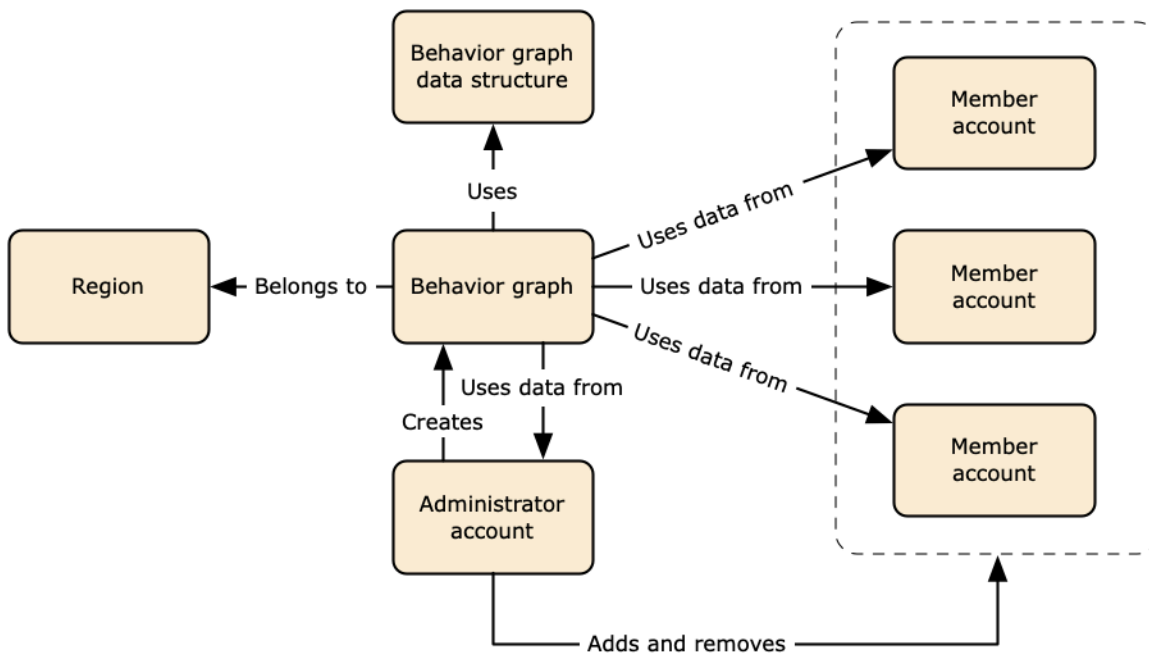 Behavior graph
data structure
Member
account
Uses
Uses data from
Region
Belongs to
Behavior graph
Uses data from
Member
account
Uses data from
Uses data from
Creates
Member
account
Administrator
account
Adds and removes